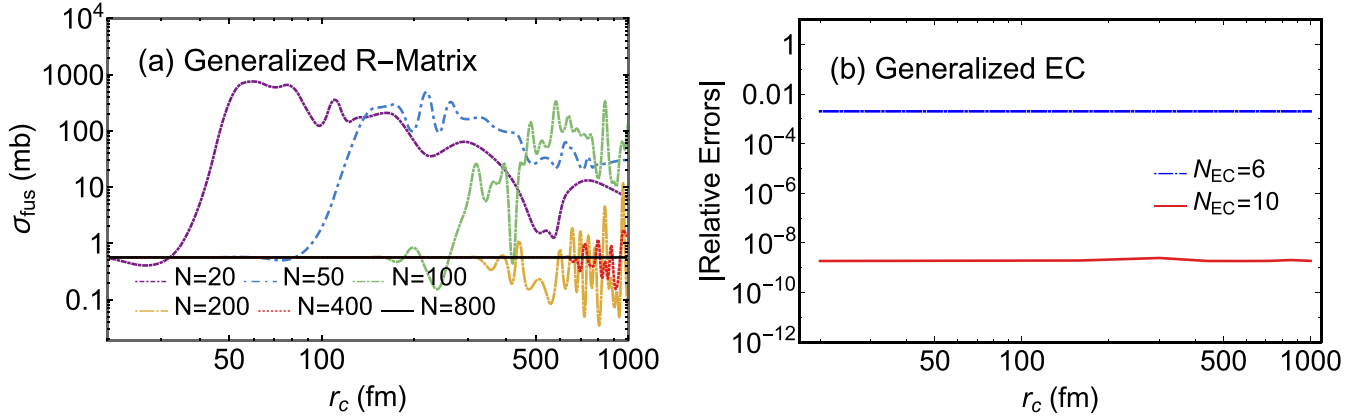 10⁴
1000
100
10
1
0.1
σ_fus (mb)
(a) Generalized R−Matrix
N=20 N=50 N=100
N=200 N=400 N=800
50 100 500 1000
r_c (fm)
1
0.01
10⁻⁴
10⁻⁶
10⁻⁸
10⁻¹⁰
10⁻¹²
|Relative Errors|
(b) Generalized EC
N_EC=6
N_EC=10
50 100 500 1000
r_c (fm)